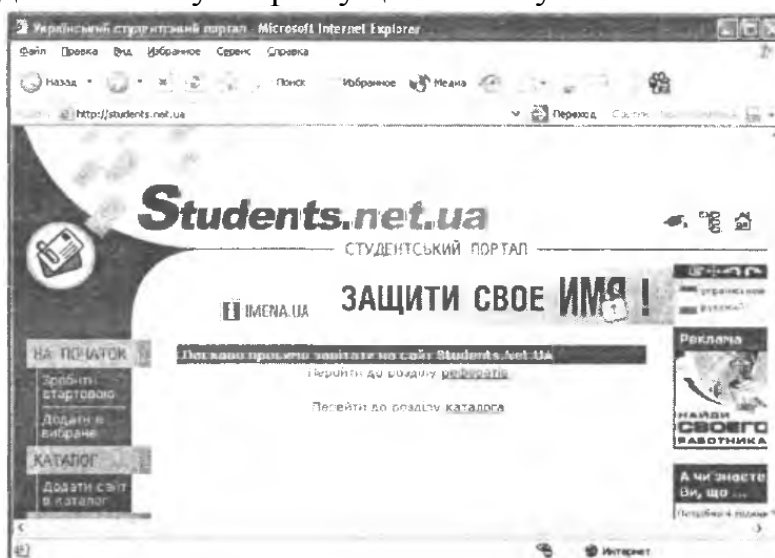 Український студентський портал - Microsoft Internet Explorer
Файл Правка Вид Избранное Сервис Справка
Назад Поиск Избранное Медиа
http://students.net.ua Переход
Students.net.ua
СТУДЕНТСЬКИЙ ПОРТАЛ
IMENA.UA ЗАЩИТИ СВОЕ ИМЯ !
НА ПОЧАТОК
Зробити стартовою
Додати в вибране
КАТАЛОГ
Додати сайт в каталог
Ласкаво просимо завітати на сайт Students.Net.UA
Перейти до розділу рефератів
Перейти до розділу каталога
Реклама
НАЙДИ
СВОЕГО
РАБОТНИКА
А чи знаєте
Ви, що ...
Интернет